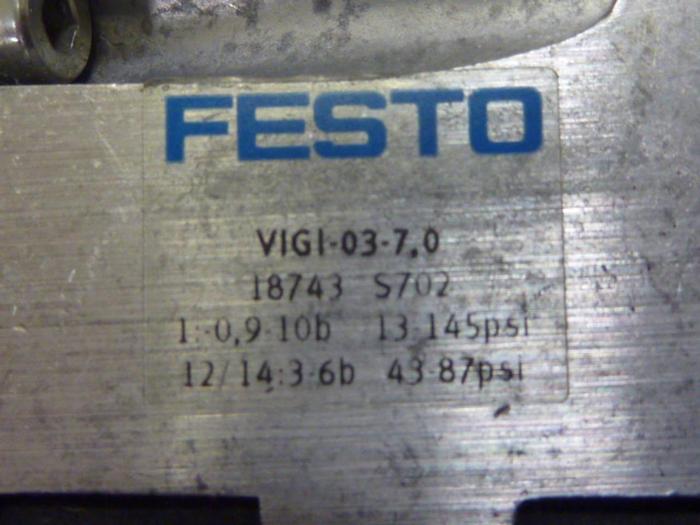 FESTO
VIGI-03-7,0
18743 S702
1:-0,9-10b 13-145psi
12/14:3-6b 43-87psi